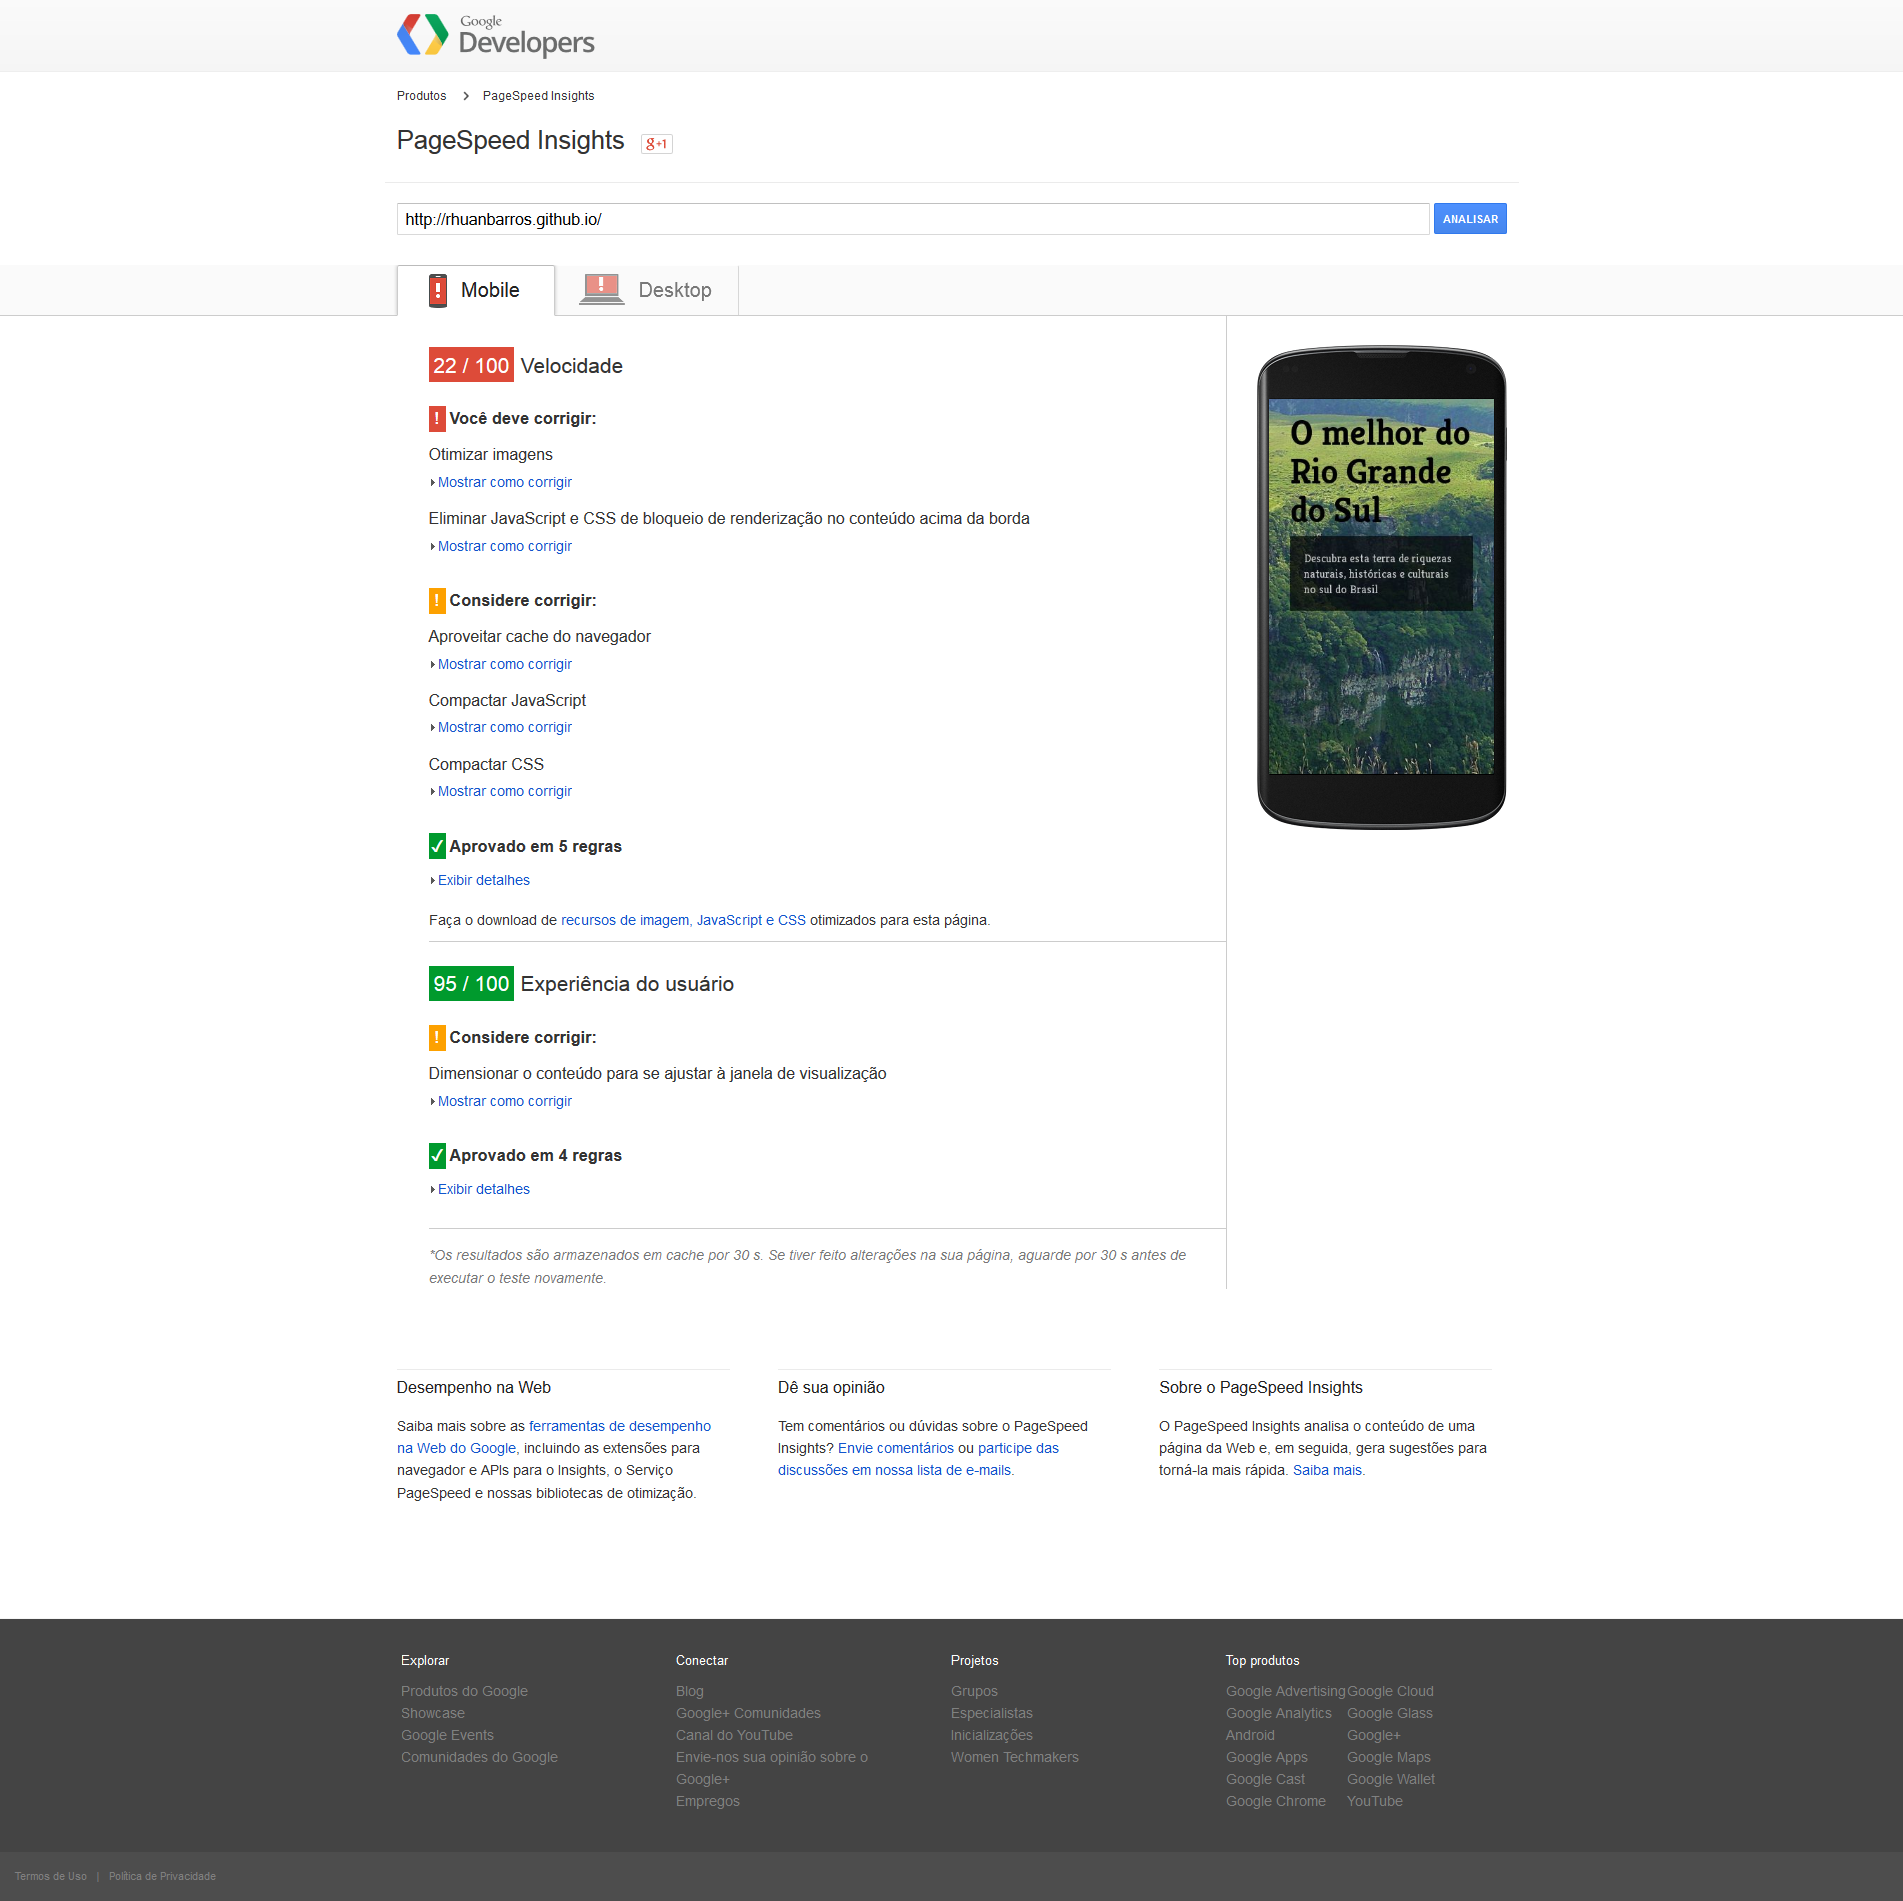 Google
Developers
Produtos > PageSpeed Insights
PageSpeed Insights g+1
http://rhuanbarros.github.io/ ANALISAR
! Mobile ! Desktop
22 / 100 Velocidade
! Você deve corrigir:
Otimizar imagens
Mostrar como corrigir
Eliminar JavaScript e CSS de bloqueio de renderização no conteúdo acima da borda
Mostrar como corrigir
! Considere corrigir:
Aproveitar cache do navegador
Mostrar como corrigir
Compactar JavaScript
Mostrar como corrigir
Compactar CSS
Mostrar como corrigir
Aprovado em 5 regras
Exibir detalhes
Faça o download de recursos de imagem, JavaScript e CSS otimizados para esta página.
95 / 100 Experiência do usuário
! Considere corrigir:
Dimensionar o conteúdo para se ajustar à janela de visualização
Mostrar como corrigir
Aprovado em 4 regras
Exibir detalhes
*Os resultados são armazenados em cache por 30 s. Se tiver feito alterações na sua página, aguarde por 30 s antes de
executar o teste novamente.
O melhor do
Rio Grande
do Sul
Descubra esta terra de riquezas
naturais, históricas e culturais
no sul do Brasil
Desempenho na Web
Saiba mais sobre as ferramentas de desempenho
na Web do Google, incluindo as extensões para
navegador e APIs para o Insights, o Serviço
PageSpeed e nossas bibliotecas de otimização.
Dê sua opinião
Tem comentários ou dúvidas sobre o PageSpeed
Insights? Envie comentários ou participe das
discussões em nossa lista de e-mails.
Sobre o PageSpeed Insights
O PageSpeed Insights analisa o conteúdo de uma
página da Web e, em seguida, gera sugestões para
torná-la mais rápida. Saiba mais.
Explorar
Produtos do Google
Showcase
Google Events
Comunidades do Google
Conectar
Blog
Google+ Comunidades
Canal do YouTube
Envie-nos sua opinião sobre o
Google+
Empregos
Projetos
Grupos
Especialistas
Inicializações
Women Techmakers
Top produtos
Google Advertising
Google Analytics
Android
Google Apps
Google Cast
Google Chrome
Google Cloud
Google Glass
Google+
Google Maps
Google Wallet
YouTube
Termos de Uso | Política de Privacidade